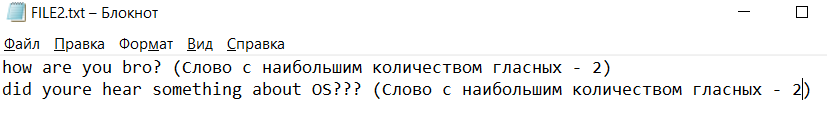 FILE2.txt – Блокнот
Файл Правка Формат Вид Справка
how are you bro? (Слово с наибольшим количеством гласных - 2)
did youre hear something about OS??? (Слово с наибольшим количеством гласных - 2)